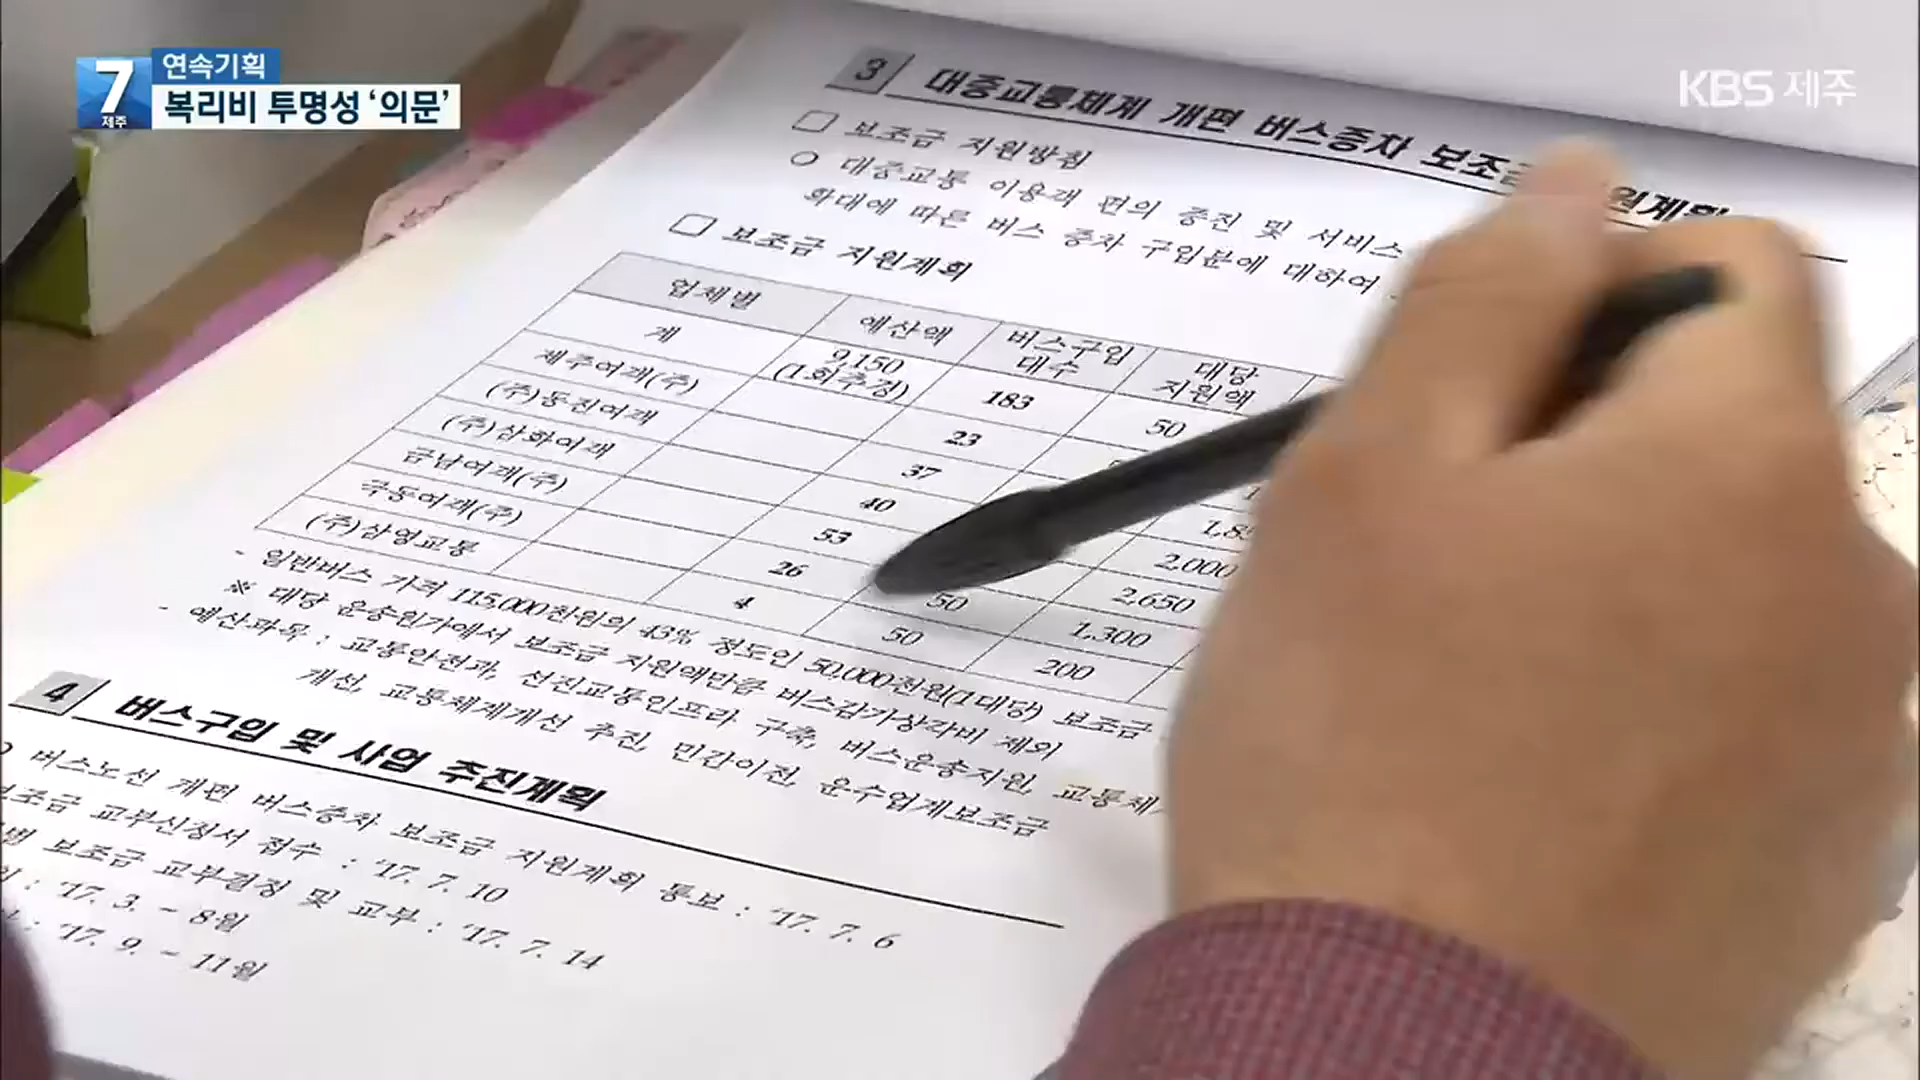 연속기획
7 제주
복리비 투명성 ‘의문’
KBS 제주
3 대중교통체계 개편 버스증차 보조금 원계획
□ 보조금 지원방침
○ 대중교통 이용객 편의 증진 및 서비스
확대에 따른 버스 증차 구입분에 대하여
□ 보조금 지원계획
업체별 예산액 버스구입 대수 대당 지원액
계 9,150 (1회추경) 183 50
제주여객(주) 23
(주)동진여객 37
(주)삼화여객 40 1,85
금남여객(주) 53 2,000
극동여객(주) 26 50 2,650
(주)삼영교통 4 50 1,300
200
- 일반버스 가격 115,000천원의 43% 정도인 50,000천원(1대당) 보조금
※ 대당 운송원가에서 보조금 지원액만큼 버스감가상각비 제외
- 예산과목 : 교통안전과, 선진교통인프라 구축, 버스운송지원, 교통체
개선, 교통체계개선 추진, 민간이전, 운수업계보조금
4 버스구입 및 사업 추진계획
버스노선 개편 버스증차 보조금 지원계획 통보 : '17. 7. 6
보조금 교부신청서 접수 : '17. 7. 10
별 보조금 교부결정 및 교부 : '17. 7. 14
: '17. 3. ~ 8월
: '17. 9. ~ 11월